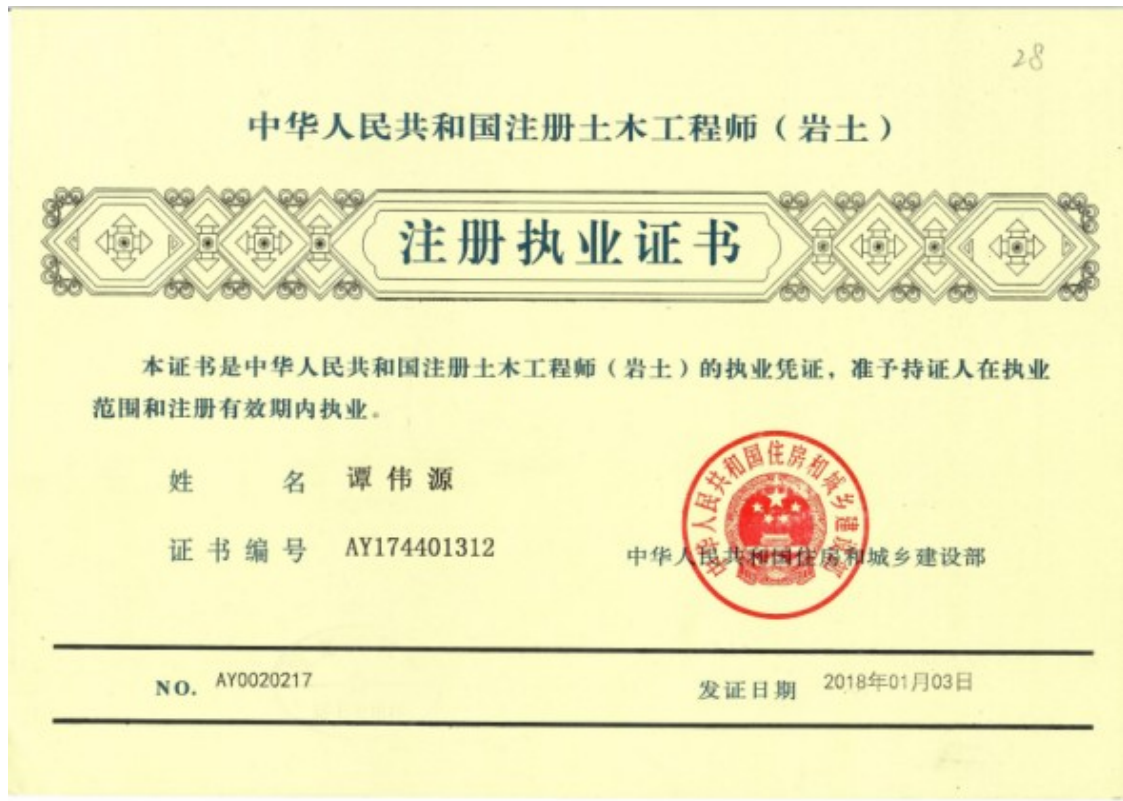 28
中华人民共和国注册土木工程师（岩土）
注册执业证书
本证书是中华人民共和国注册土木工程师（岩土）的执业凭证，准予持证人在执业
范围和注册有效期内执业。
姓 名 谭伟源
证书编号 AY174401312
中华人民共和国住房和城乡建设部
中华人民共和国住房和城乡建设部
NO. AY0020217
发证日期 2018年01月03日